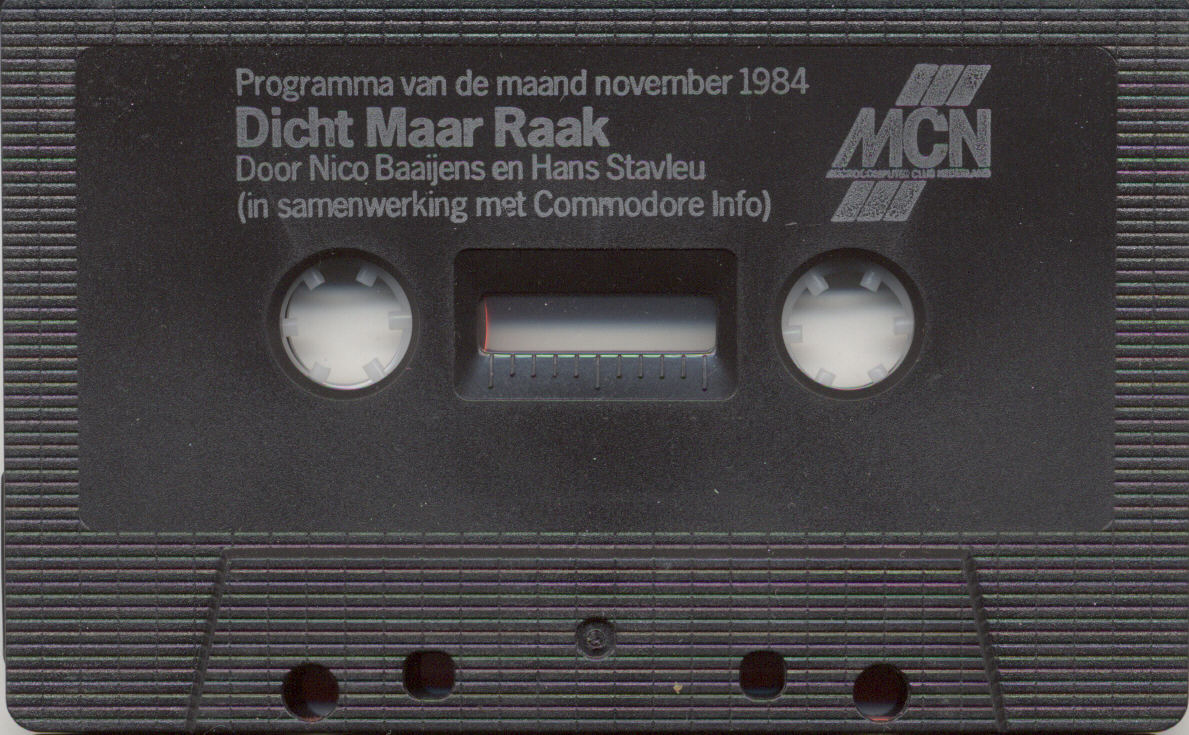 Programma van de maand november 1984
Dicht Maar Raak
Door Nico Baaijens en Hans Stavleu
(in samenwerking met Commodore Info)
MCN
MICROCOMPUTER CLUB NEDERLAND